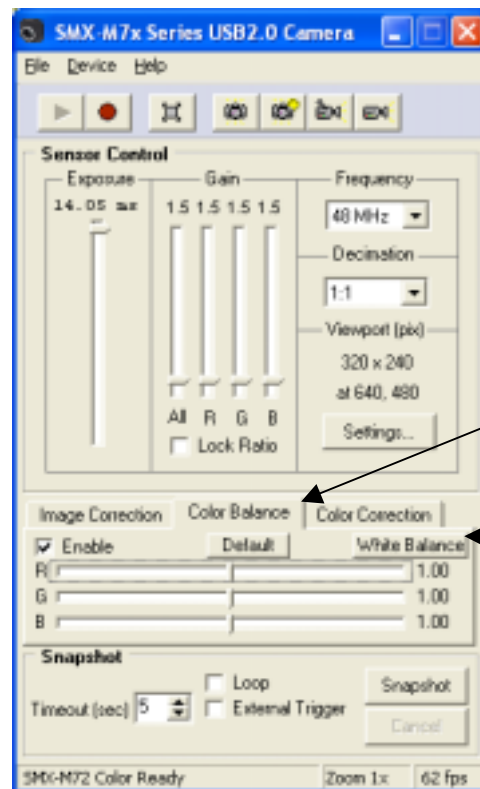 SMX-M7x Series USB2.0 Camera
File Device Help
Sensor Control
Exposure Gain Frequency
14.05 ms 1.5 1.5 1.5 1.5 48 MHz
Decimation
1:1
Viewport (pix)
320 x 240
at 640, 480
All R G B
Settings...
Lock Ratio
Image Correction Color Balance Color Correction
Enable Default White Balance
R 1.00
G 1.00
B 1.00
Snapshot
Loop Snapshot
Timeout (sec) 5 External Trigger
Cancel
SMX-M72 Color Ready Zoom 1x 62 fps